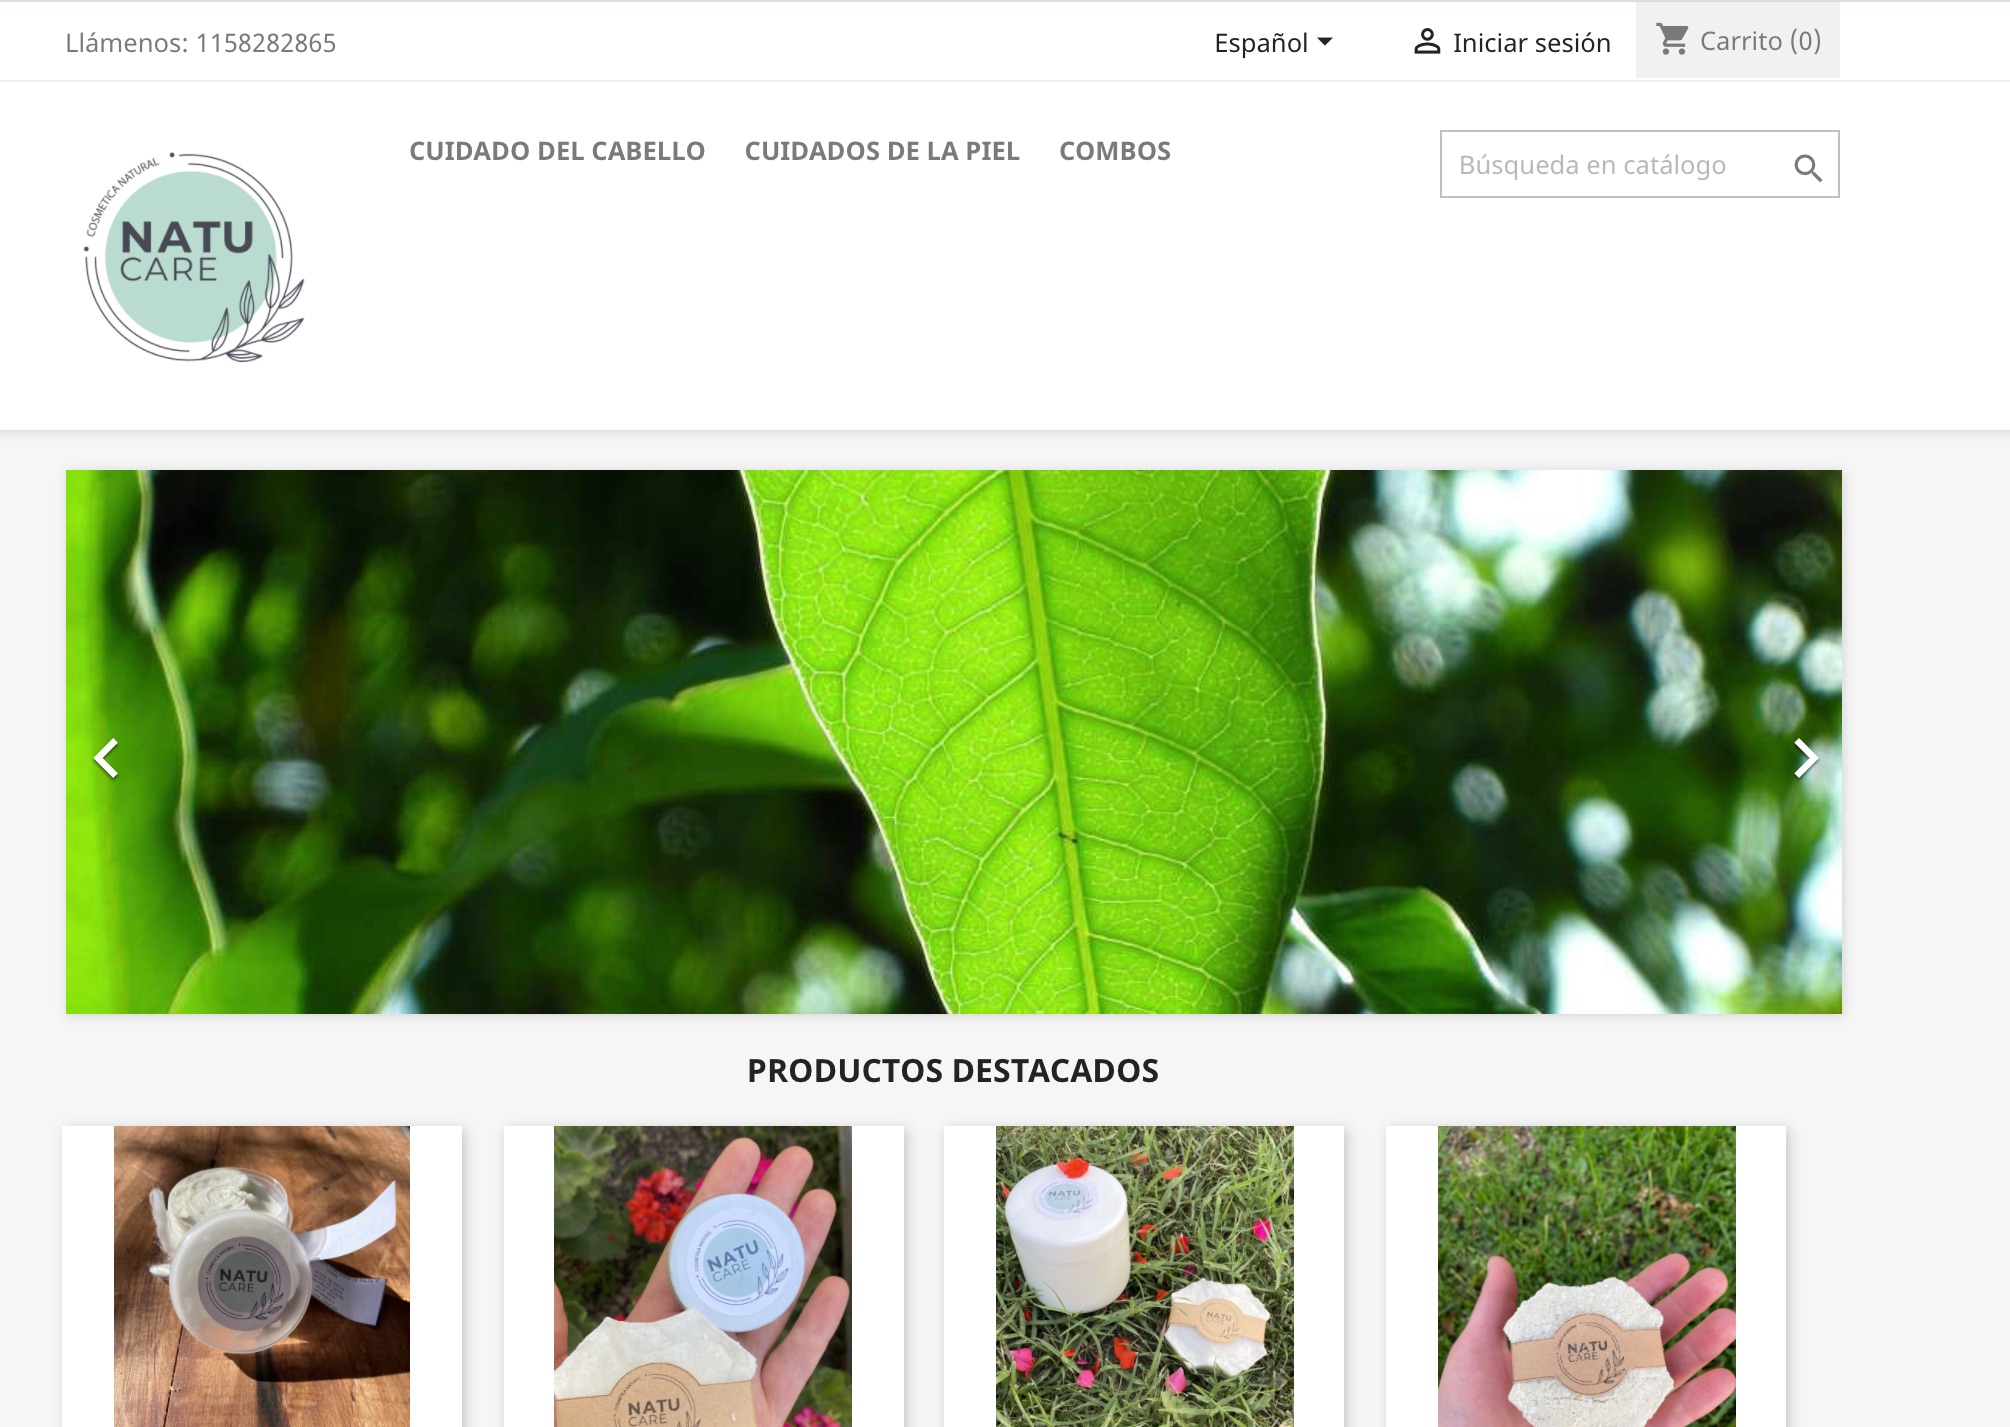 Llámenos: 1158282865
Español
Iniciar sesión
Carrito (0)
COSMETICA NATURAL
NATU
CARE
CUIDADO DEL CABELLO
CUIDADOS DE LA PIEL
COMBOS
Búsqueda en catálogo
PRODUCTOS DESTACADOS
NATU
CARE
NATU
CARE
NATU
CARE
NATU
CARE
NATU
CARE
NATU
CARE